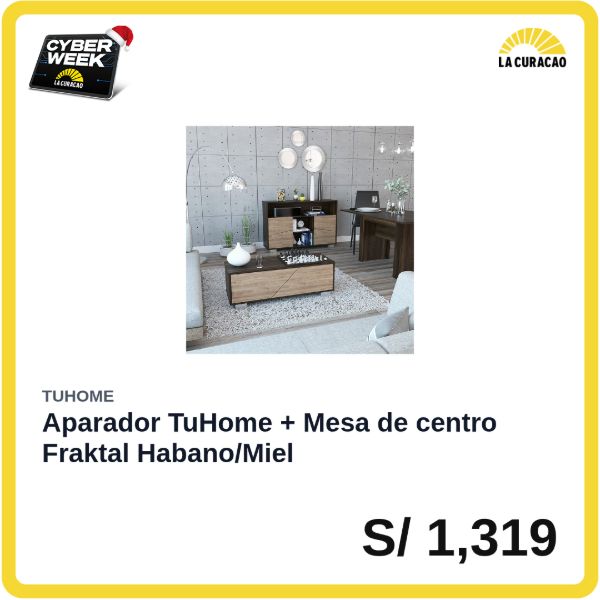 CYBER
WEEK
LA CURACAO
LA CURACAO
TUHOME
Aparador TuHome + Mesa de centro
Fraktal Habano/Miel
S/ 1,319